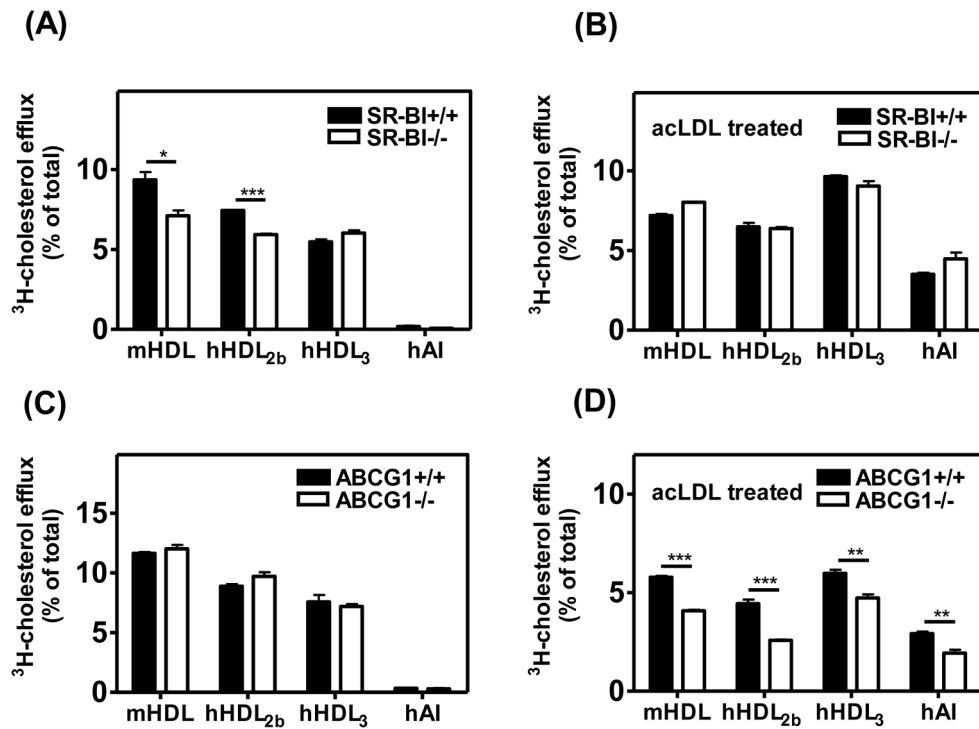 (A)
³H-cholesterol efflux
(% of total)
10
5
0
SR-BI+/+
SR-BI-/-
*
***
mHDL hHDL₂b hHDL₃ hAI
(B)
³H-cholesterol efflux
(% of total)
10
5
0
acLDL treated
SR-BI+/+
SR-BI-/-
mHDL hHDL₂b hHDL₃ hAI
(C)
³H-cholesterol efflux
(% of total)
15
10
5
0
ABCG1+/+
ABCG1-/-
mHDL hHDL₂b hHDL₃ hAI
(D)
³H-cholesterol efflux
(% of total)
10
5
0
acLDL treated
ABCG1+/+
ABCG1-/-
***
***
**
**
mHDL hHDL₂b hHDL₃ hAI